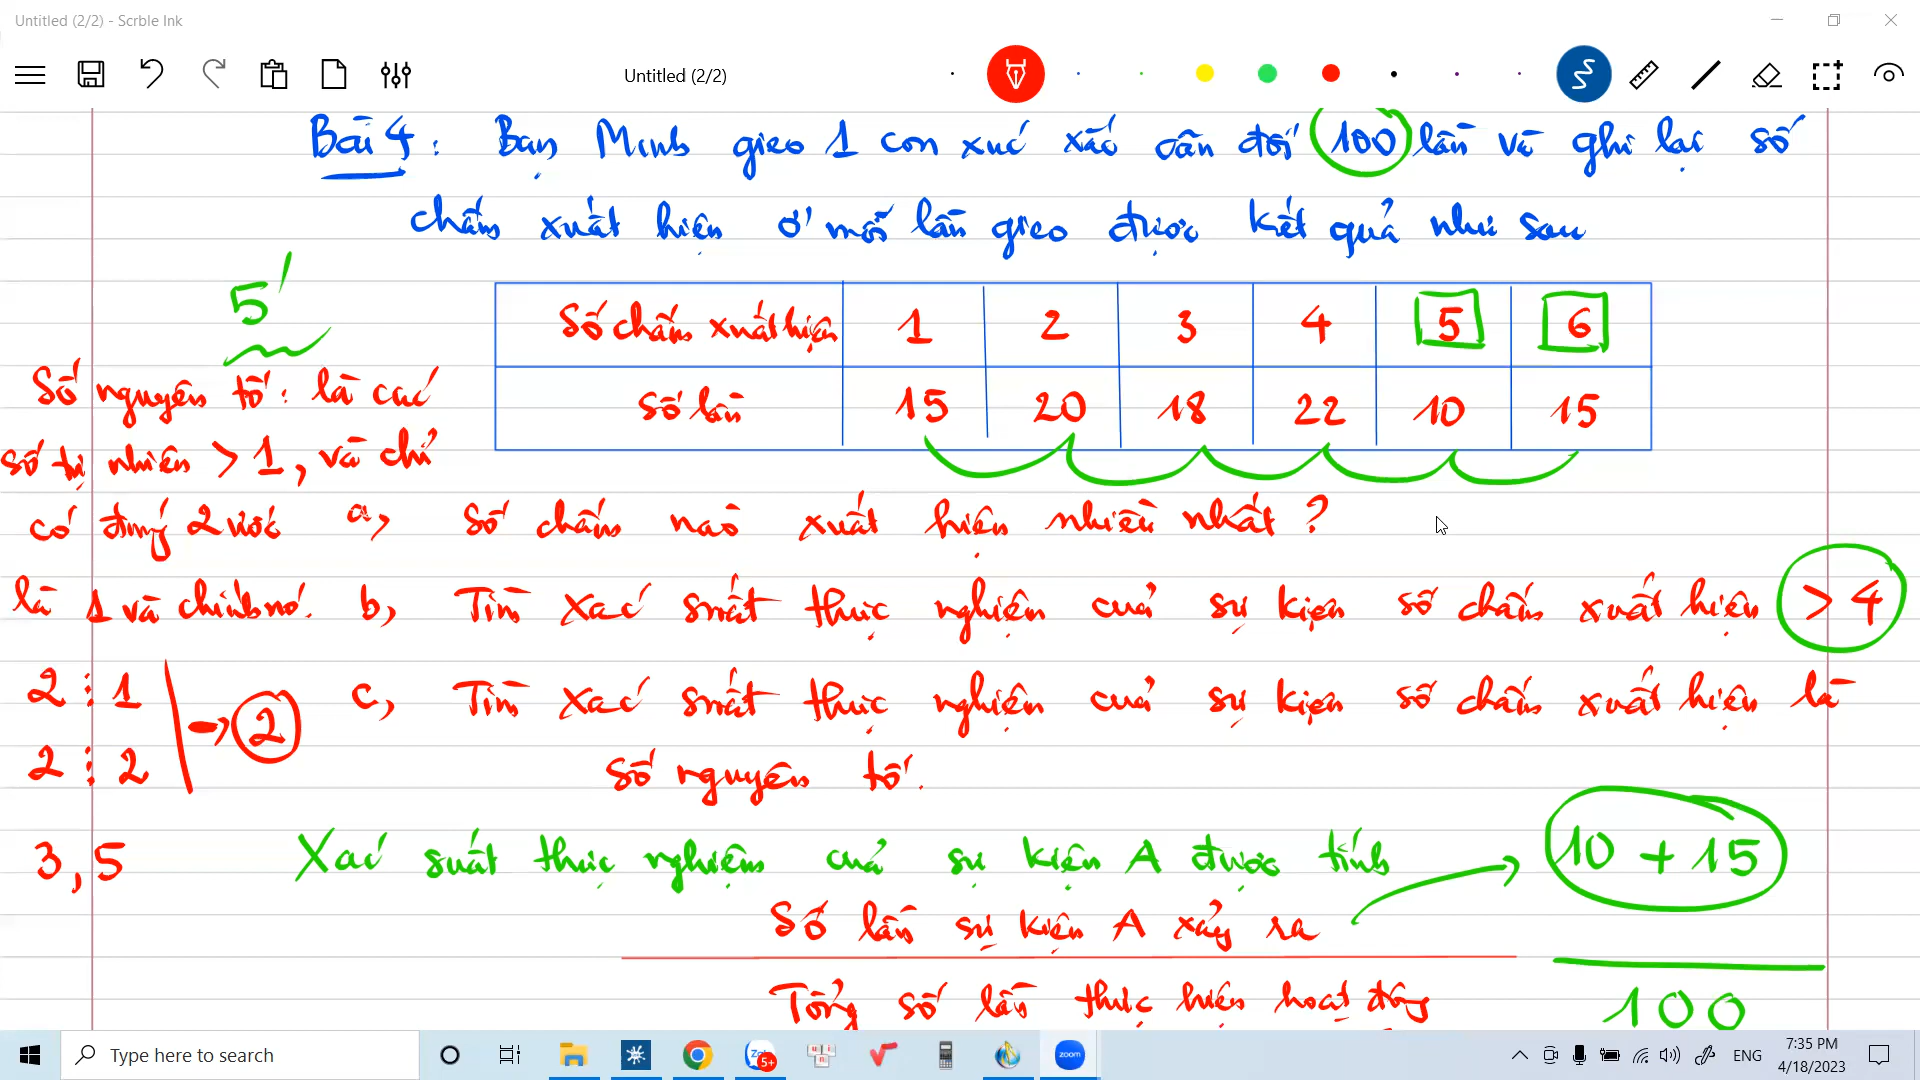 Untitled (2/2) - Scrble Ink
Untitled (2/2)
Bài 4: Bạn Minh gieo 1 con xúc xắc cân đối 100 lần và ghi lại số
chấm xuất hiện ở mỗi lần gieo được kết quả như sau
5'
Số chấm xuất hiện 1 2 3 4 5 6
Số lần 15 20 18 22 10 15
Số nguyên tố: là các
số tự nhiên > 1, và chỉ
có đúng 2 ước
là 1 và chính nó.
a, Số chấm nào xuất hiện nhiều nhất?
b, Tìm xác suất thực nghiệm của sự kiện số chấm xuất hiện > 4
c, Tìm xác suất thực nghiệm của sự kiện số chấm xuất hiện là
số nguyên tố.
2 ⋮ 1
2 ⋮ 2
→ 2
3, 5
Xác suất thực nghiệm của sự kiện A được tính
Số lần sự kiện A xảy ra
Tổng số lần thực hiện hoạt động
10 + 15
100
Type here to search
5+
zoom
ENG
7:35 PM
4/18/2023